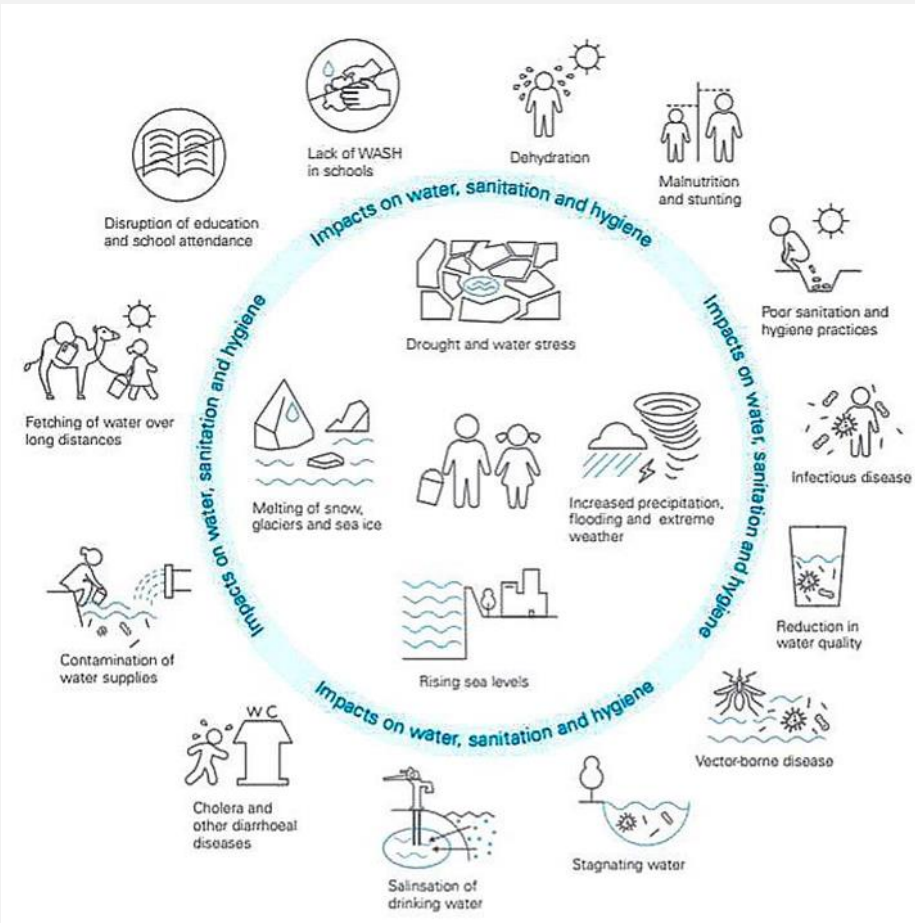 Lack of WASH
in schools
Dehydration
Malnutrition
and stunting
Disruption of education
and school attendance
Impacts on water, sanitation and hygiene
Poor sanitation and
hygiene practices
Impacts on water, sanitation and hygiene
Impacts on water, sanitation and hygiene
Drought and water stress
Fetching of water over
long distances
Infectious disease
Melting of snow,
glaciers and sea ice
Increased precipitation,
flooding and extreme
weather
Reduction in
water quality
Contamination of
water supplies
Rising sea levels
Impacts on water, sanitation and hygiene
Vector-borne disease
WC
Cholera and
other diarrhoeal
diseases
Stagnating water
Salinsation of
drinking water